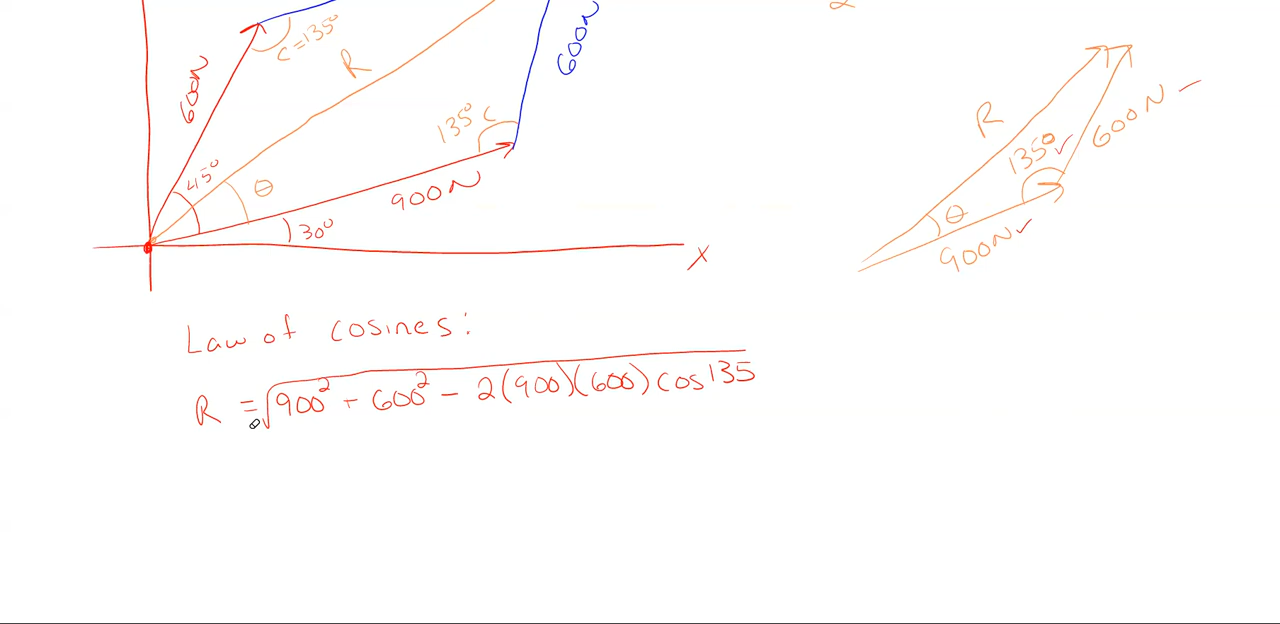 C=135°
R
600N
600N
135° C
45°
θ
900N
30°
X
R
135°
600N
θ
900N
Law of cosines:
R = √900² - 600² - 2(900)(600) cos 135